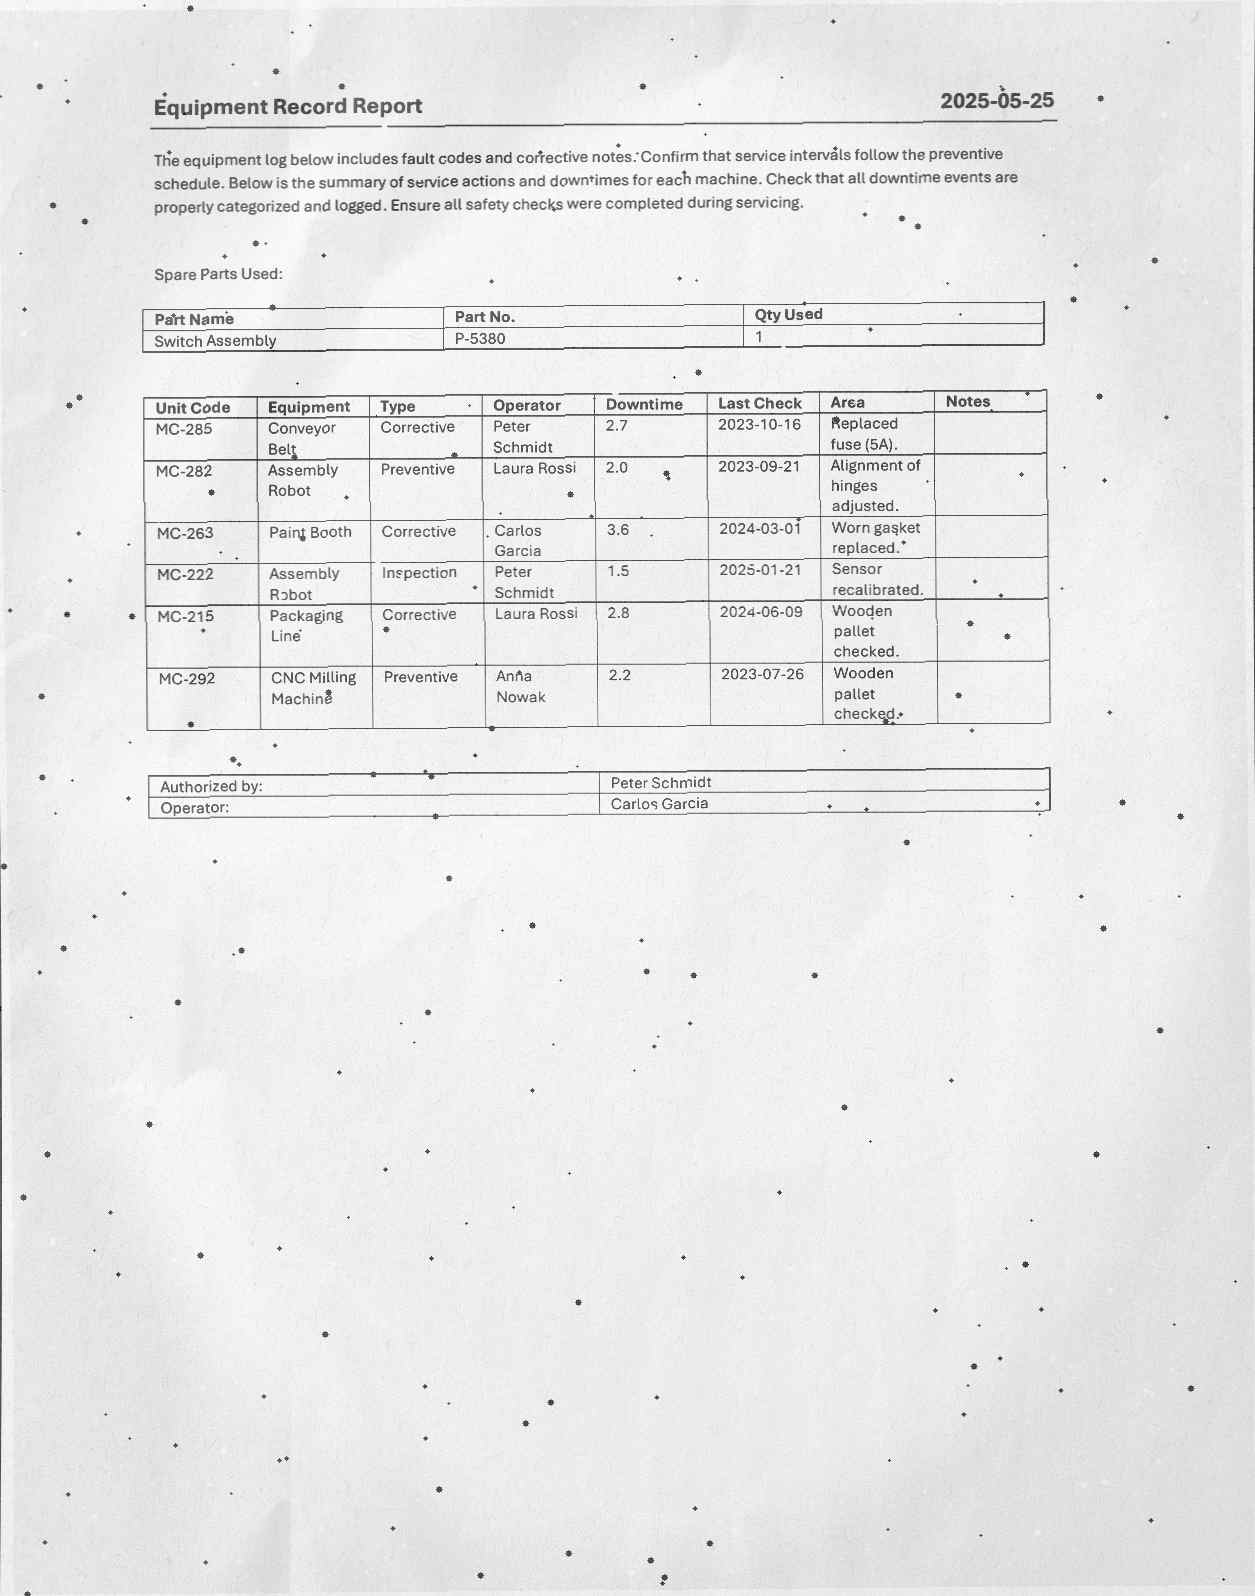 Equipment Record Report 2025-05-25
The equipment log below includes fault codes and corrective notes. Confirm that service intervals follow the preventive
schedule. Below is the summary of service actions and downtimes for each machine. Check that all downtime events are
properly categorized and logged. Ensure all safety checks were completed during servicing.
Spare Parts Used:
Part Name Part No. Qty Used
Switch Assembly P-5380 1
Unit Code Equipment Type Operator Downtime Last Check Area Notes
MC-285 Conveyor Corrective Peter 2.7 2023-10-16 Replaced
Belt Schmidt fuse (5A).
MC-282 Assembly Preventive Laura Rossi 2.0 2023-09-21 Alignment of
Robot hinges
adjusted.
MC-263 Paint Booth Corrective Carlos 3.6 2024-03-01 Worn gasket
Garcia replaced.
MC-222 Assembly Inspection Peter 1.5 2025-01-21 Sensor
Robot Schmidt recalibrated.
MC-215 Packaging Corrective Laura Rossi 2.8 2024-06-09 Wooden
Line pallet
checked.
MC-292 CNC Milling Preventive Anna 2.2 2023-07-26 Wooden
Machine Nowak pallet
checked.
Authorized by: Peter Schmidt
Operator: Carlos Garcia